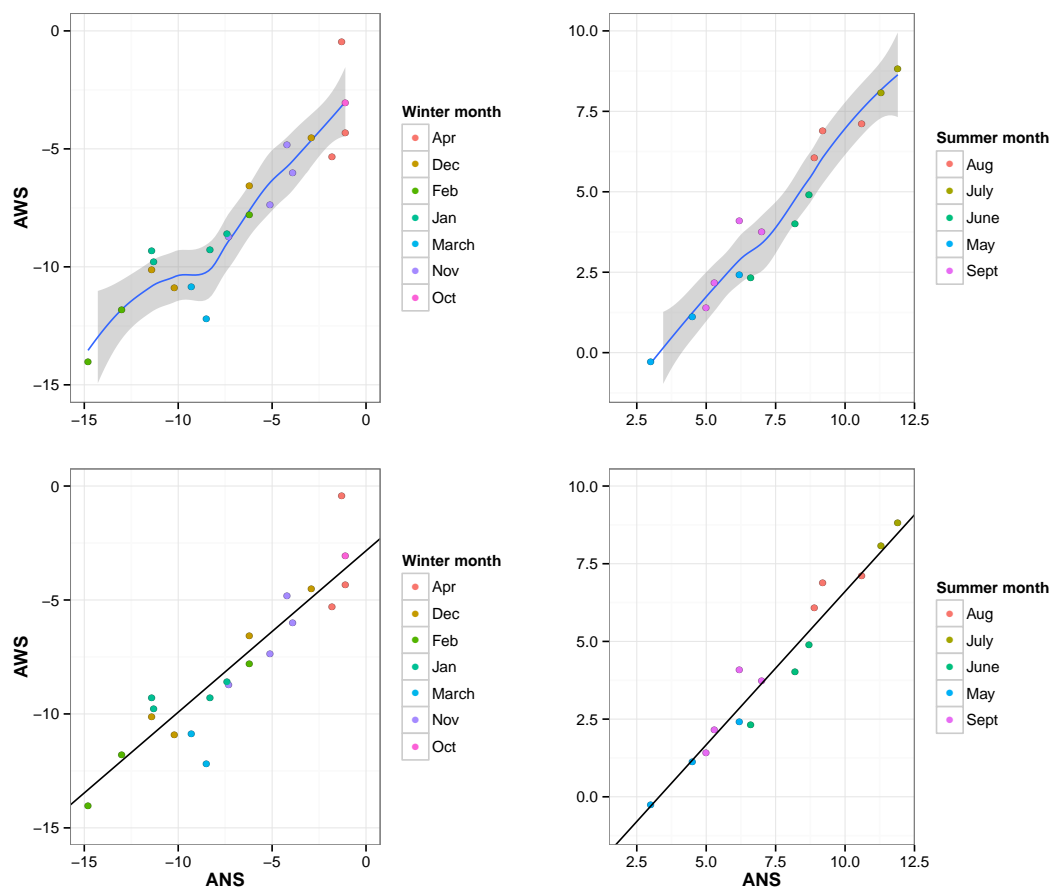 0
−5
−10
−15
AWS
−15
−10
−5
0
Winter month
Apr
Dec
Feb
Jan
March
Nov
Oct
10.0
7.5
5.0
2.5
0.0
2.5
5.0
7.5
10.0
12.5
Summer month
Aug
July
June
May
Sept
0
−5
−10
−15
AWS
−15
−10
−5
0
ANS
Winter month
Apr
Dec
Feb
Jan
March
Nov
Oct
10.0
7.5
5.0
2.5
0.0
2.5
5.0
7.5
10.0
12.5
ANS
Summer month
Aug
July
June
May
Sept